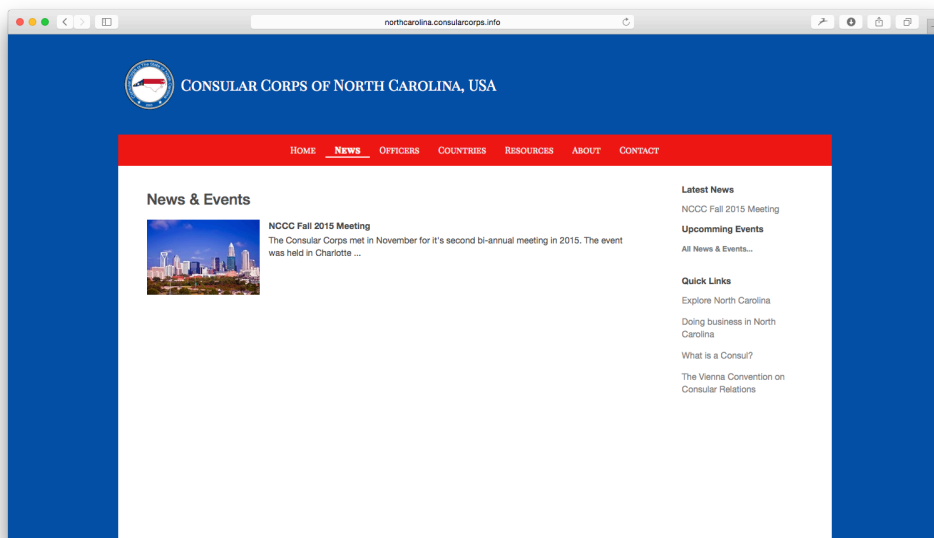 northcarolina.consularcorps.info
Consular Corps of North Carolina, USA
Home News Officers Countries Resources About Contact
News & Events
NCCC Fall 2015 Meeting
The Consular Corps met in November for it's second bi-annual meeting in 2015. The event
was held in Charlotte ...
Latest News
NCCC Fall 2015 Meeting
Upcomming Events
All News & Events...
Quick Links
Explore North Carolina
Doing business in North
Carolina
What is a Consul?
The Vienna Convention on
Consular Relations